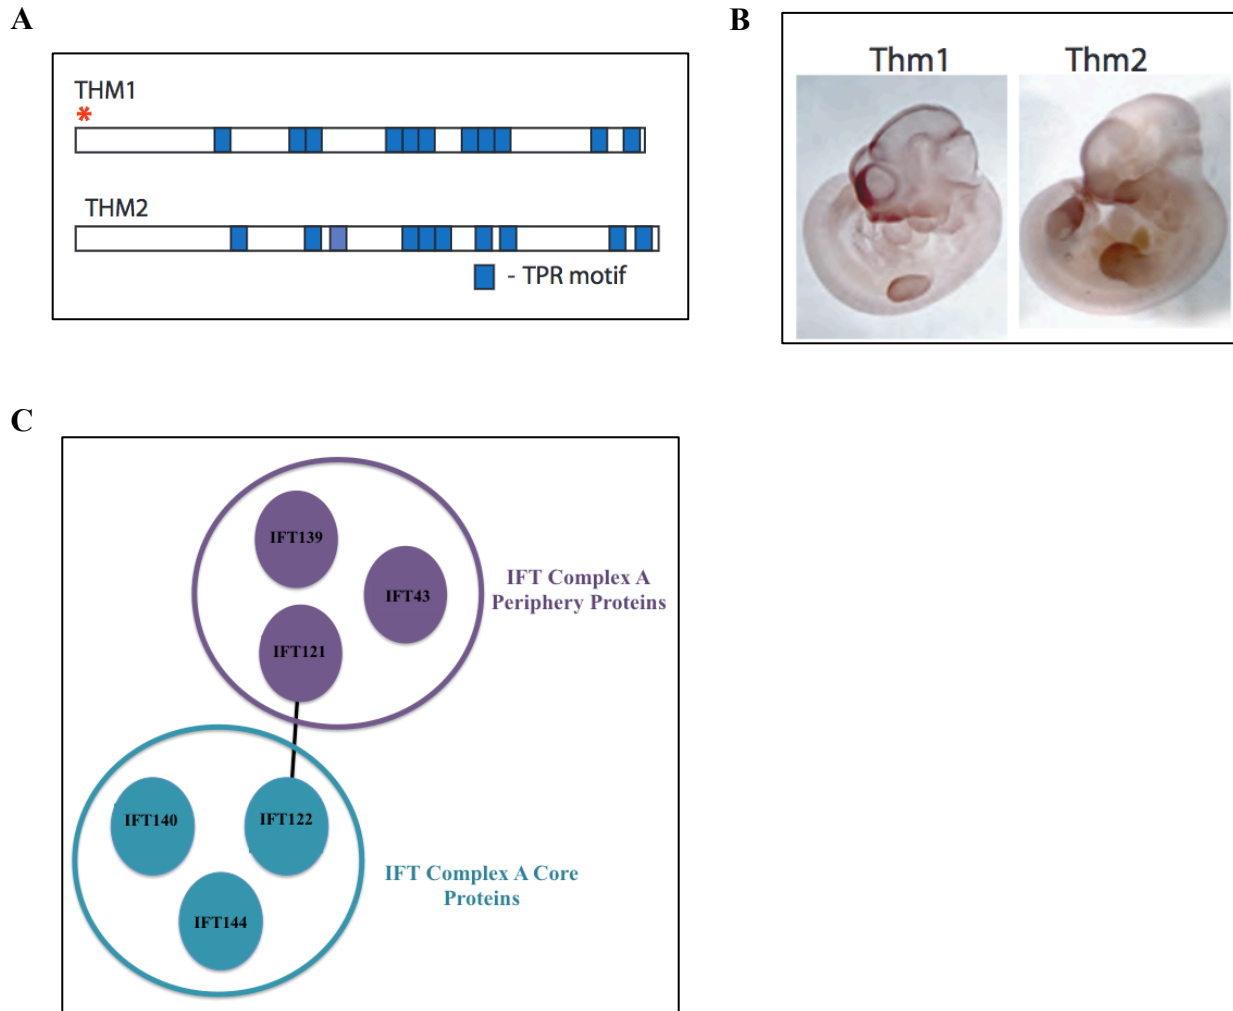 A
THM1
*
THM2
- TPR motif
B
Thm1 Thm2
C
IFT139
IFT43
IFT121
IFT Complex A
Periphery Proteins
IFT140
IFT122
IFT144
IFT Complex A Core
Proteins